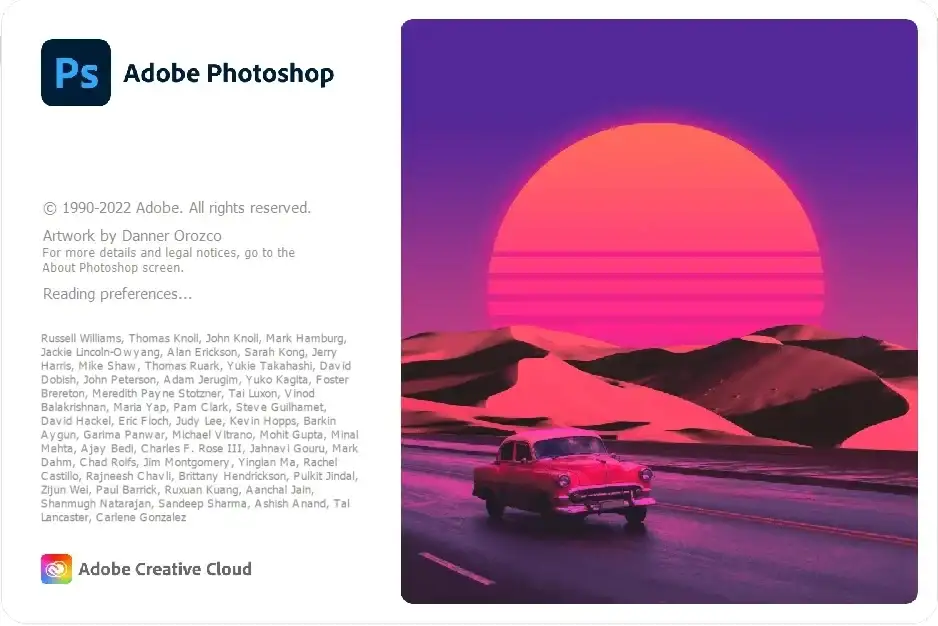 Ps Adobe Photoshop
© 1990-2022 Adobe. All rights reserved.
Artwork by Danner Orozco
For more details and legal notices, go to the
About Photoshop screen.
Reading preferences...
Russell Williams, Thomas Knoll, John Knoll, Mark Hamburg,
Jackie Lincoln-Owyang, Alan Erickson, Sarah Kong, Jerry
Harris, Mike Shaw, Thomas Ruark, Yukie Takahashi, David
Dobish, John Peterson, Adam Jerugim, Yuko Kagita, Foster
Brereton, Meredith Payne Stotzner, Tai Luxon, Vinod
Balakrishnan, Maria Yap, Pam Clark, Steve Guilhamet,
David Hackel, Eric Floch, Judy Lee, Kevin Hopps, Barkin
Aygun, Garima Panwar, Michael Vitrano, Mohit Gupta, Minal
Mehta, Ajay Bedi, Charles F. Rose III, Jahnavi Gouru, Mark
Dahm, Chad Rolfs, Jim Montgomery, Yinglan Ma, Rachel
Castillo, Rajneesh Chavli, Brittany Hendrickson, Pulkit Jindal,
Zijun Wei, Paul Barrick, Ruxuan Kuang, Aanchal Jain,
Shanmugh Natarajan, Sandeep Sharma, Ashish Anand, Tal
Lancaster, Carlene Gonzalez
Adobe Creative Cloud